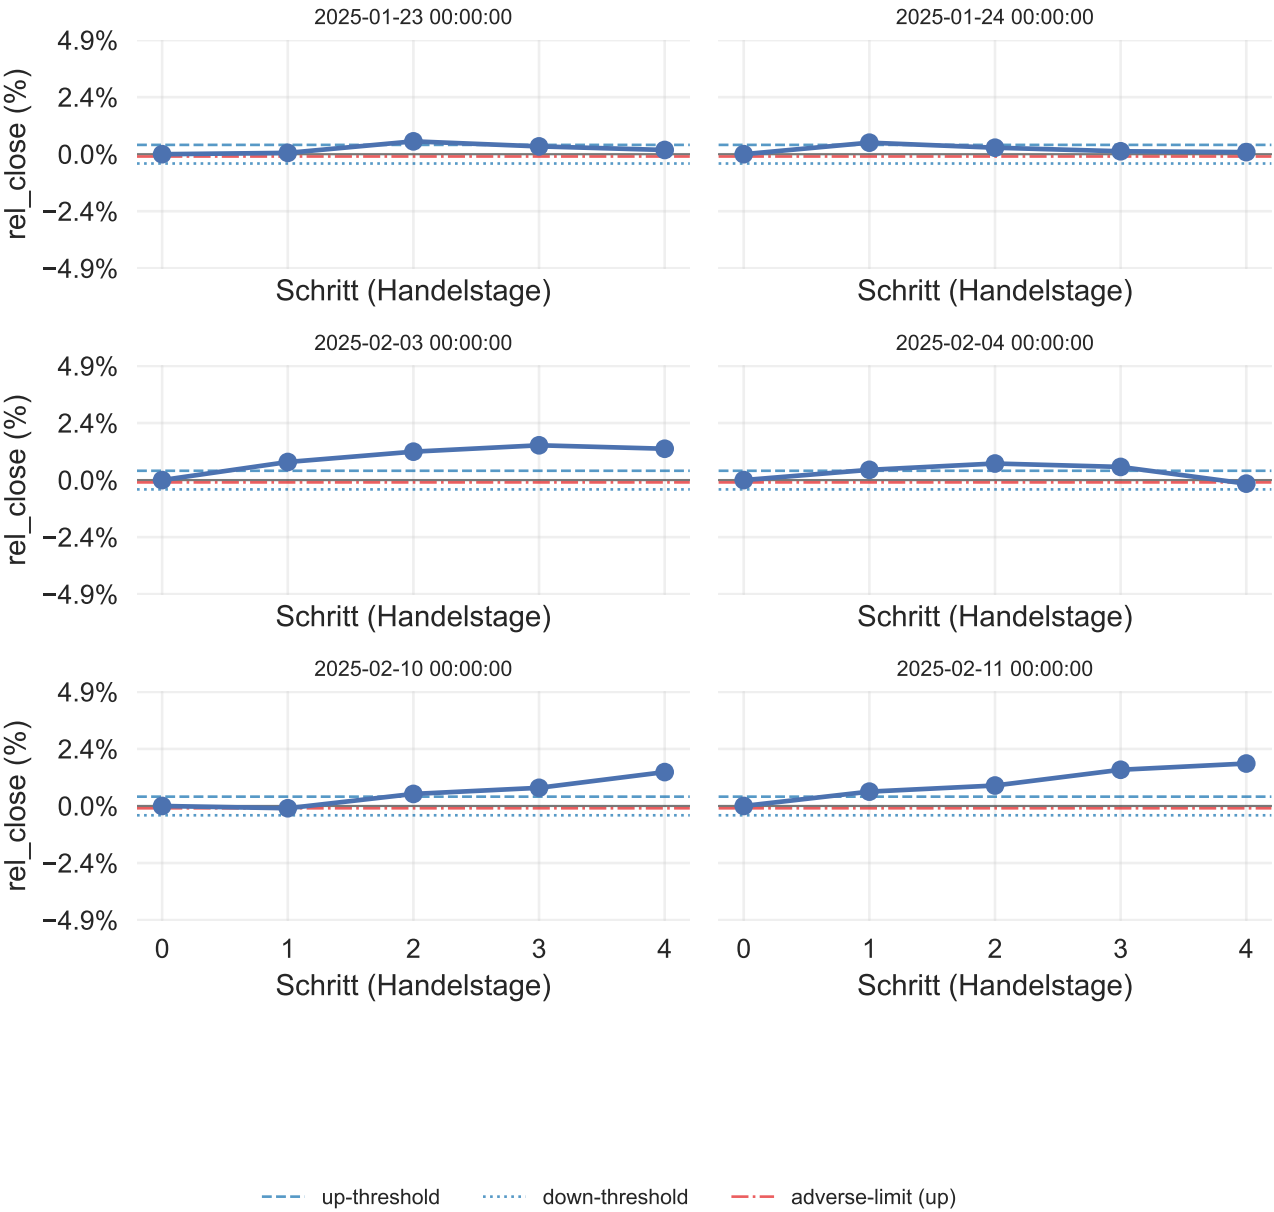 2025-01-23 00:00:00
2025-01-24 00:00:00
4.9%
2.4%
0.0%
−2.4%
−4.9%
rel_close (%)
Schritt (Handelstage)
Schritt (Handelstage)
2025-02-03 00:00:00
2025-02-04 00:00:00
4.9%
2.4%
0.0%
−2.4%
−4.9%
rel_close (%)
Schritt (Handelstage)
Schritt (Handelstage)
2025-02-10 00:00:00
2025-02-11 00:00:00
4.9%
2.4%
0.0%
−2.4%
−4.9%
rel_close (%)
0 1 2 3 4
0 1 2 3 4
Schritt (Handelstage)
Schritt (Handelstage)
up-threshold
down-threshold
adverse-limit (up)